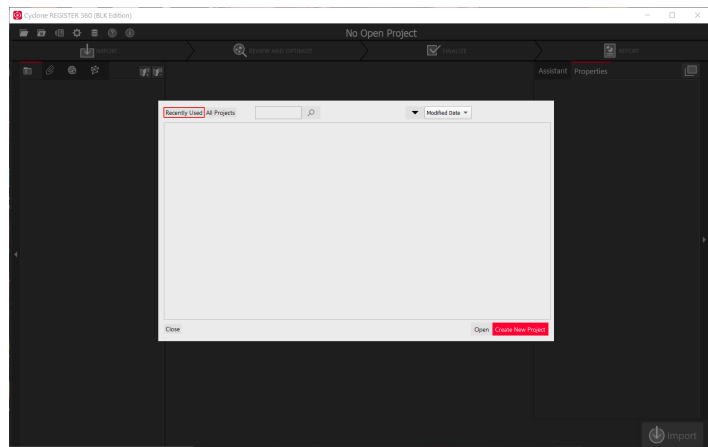 Cyclone REGISTER 360 (BLK Edition)
No Open Project
IMPORT
REVIEW AND OPTIMIZE
FINALIZE
REPORT
Assistant Properties
Recently Used All Projects
Modified Date
Close
Open Create New Project
Import